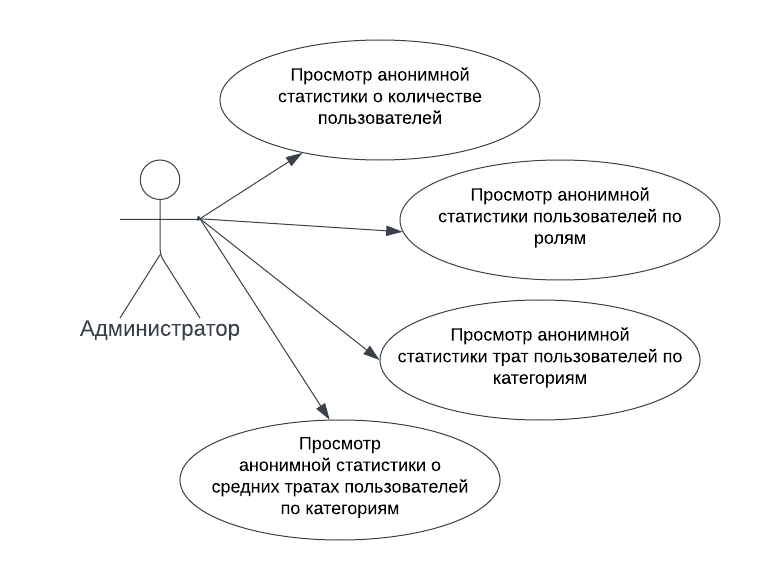 Просмотр анонимной
статистики о количестве
пользователей
Просмотр анонимной
статистики пользователей по
ролям
Администратор
Просмотр анонимной
статистики трат пользователей по
категориям
Просмотр
анонимной статистики о
средних тратах пользователей
по категориям